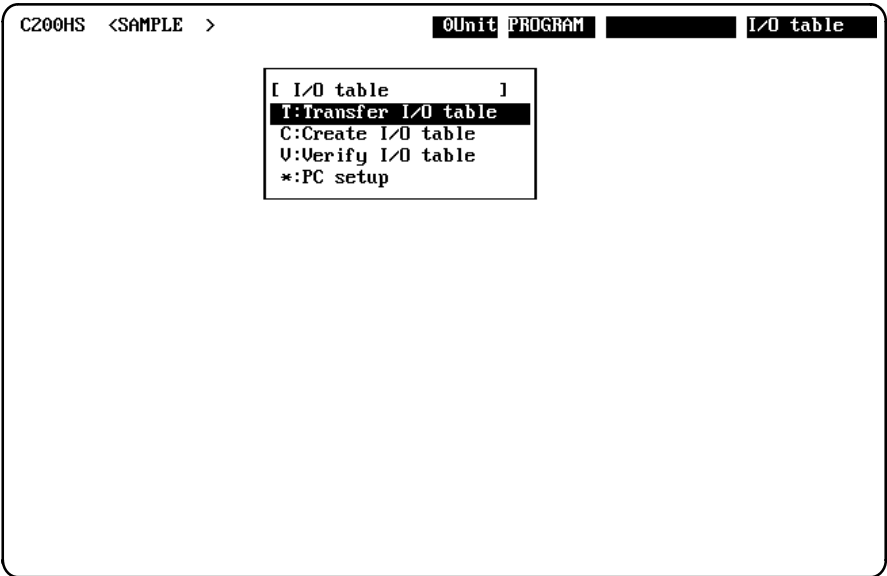 C200HS <SAMPLE > 0Unit PROGRAM I/O table
[ I/O table ]
T:Transfer I/O table
C:Create I/O table
V:Verify I/O table
*:PC setup